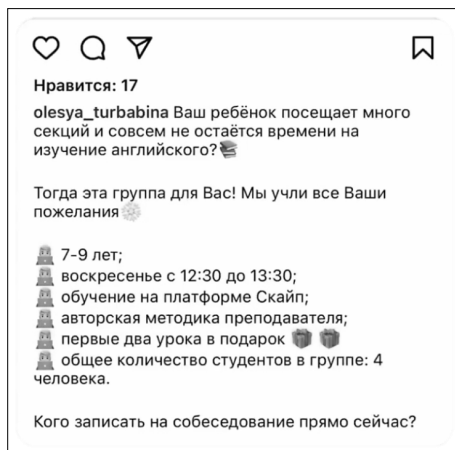 Нравится: 17
olesya_turbabina Ваш ребёнок посещает много
секций и совсем не остаётся времени на
изучение английского?📚
Тогда эта группа для Вас! Мы учли все Ваши
пожелания
7-9 лет;
воскресенье с 12:30 до 13:30;
обучение на платформе Скайп;
авторская методика преподавателя;
первые два урока в подарок 🎁 🎁
общее количество студентов в группе: 4
человека.
Кого записать на собеседование прямо сейчас?